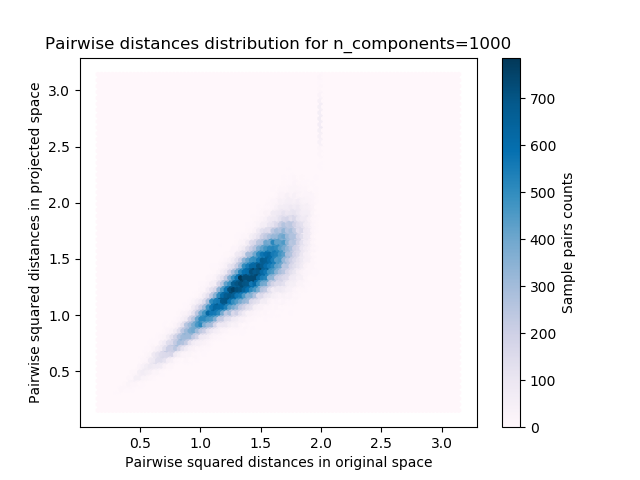 Pairwise distances distribution for n_components=1000
Pairwise squared distances in projected space
3.0
2.5
2.0
1.5
1.0
0.5
0.5 1.0 1.5 2.0 2.5 3.0
Pairwise squared distances in original space
700
600
500
400
300
200
100
0
Sample pairs counts